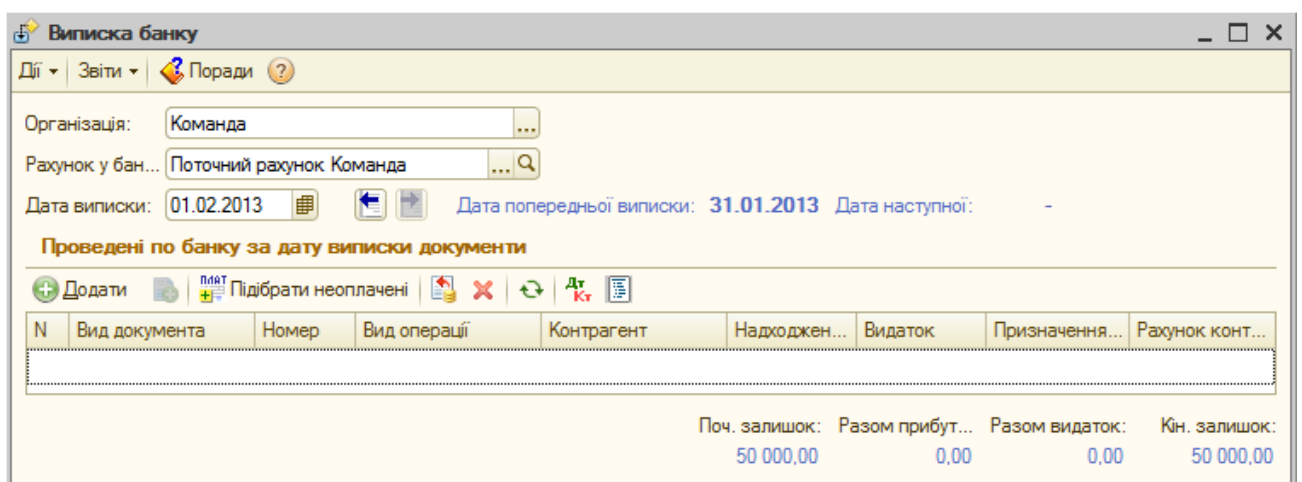 Виписка банку
Дії Звіти Поради ?
Організація: Команда ...
Рахунок у бан... Поточний рахунок Команда ...
Дата виписки: 01.02.2013 Дата попередньої виписки: 31.01.2013 Дата наступної: -
Проведені по банку за дату виписки документи
Додати ПЛАТ Підібрати неоплачені Дт Кт
N Вид документа Номер Вид операції Контрагент Надходжен... Видаток Призначення... Рахунок конт...
Поч. залишок: Разом прибут... Разом видаток: Кін. залишок:
50 000,00 0,00 0,00 50 000,00